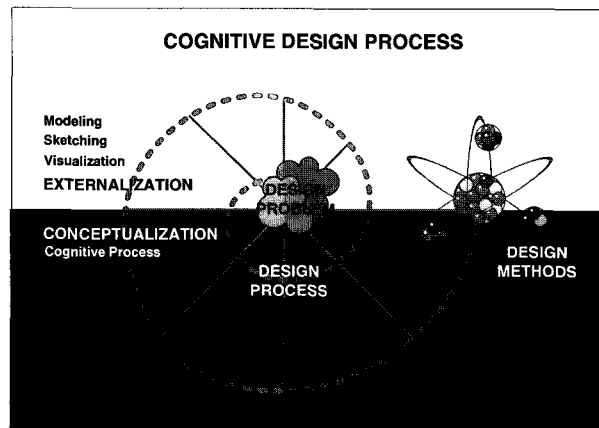 COGNITIVE DESIGN PROCESS
Modeling
Sketching
Visualization
EXTERNALIZATION
DESIGN
PROBLEM
CONCEPTUALIZATION
Cognitive Process
DESIGN
PROCESS
DESIGN
METHODS